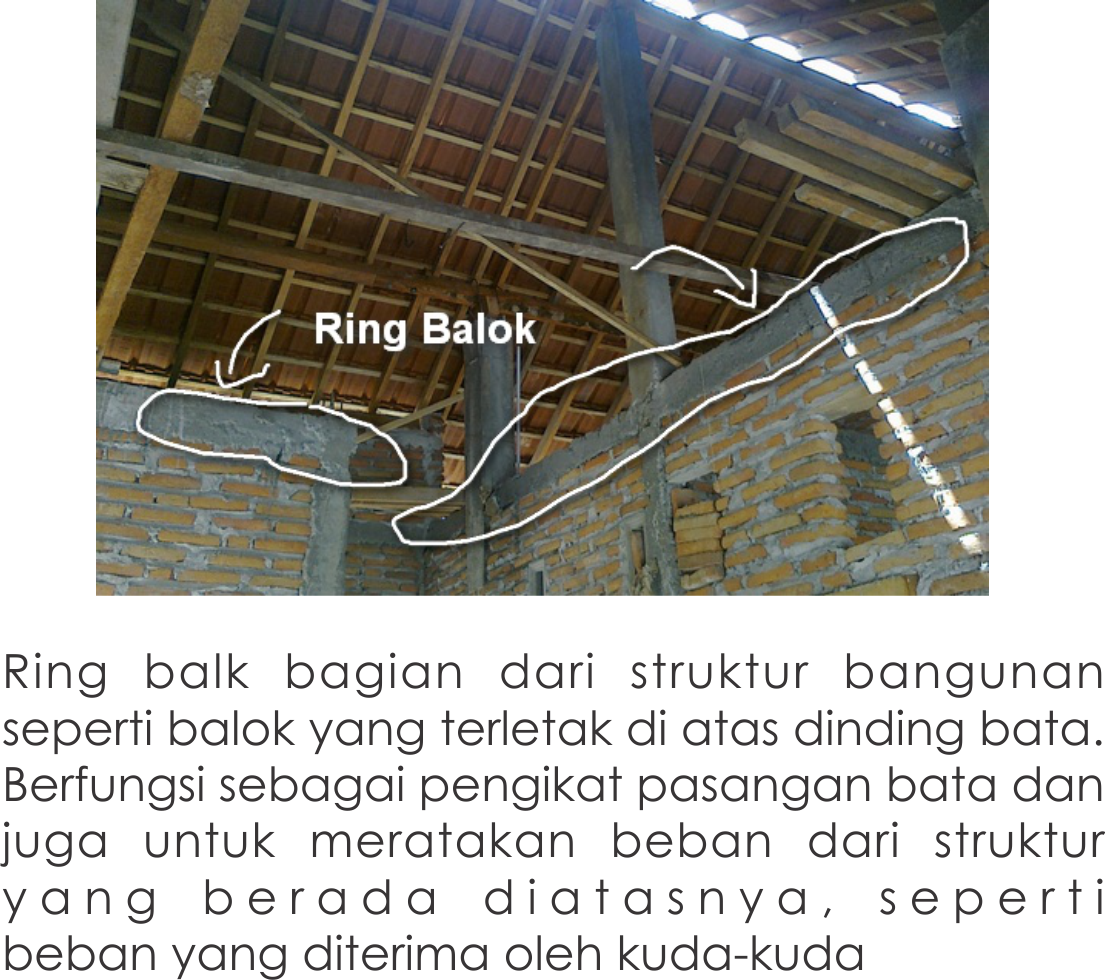 Ring Balok
Ring balk bagian dari struktur bangunan
seperti balok yang terletak di atas dinding bata.
Berfungsi sebagai pengikat pasangan bata dan
juga untuk meratakan beban dari struktur
yang berada diatasnya, seperti
beban yang diterima oleh kuda-kuda